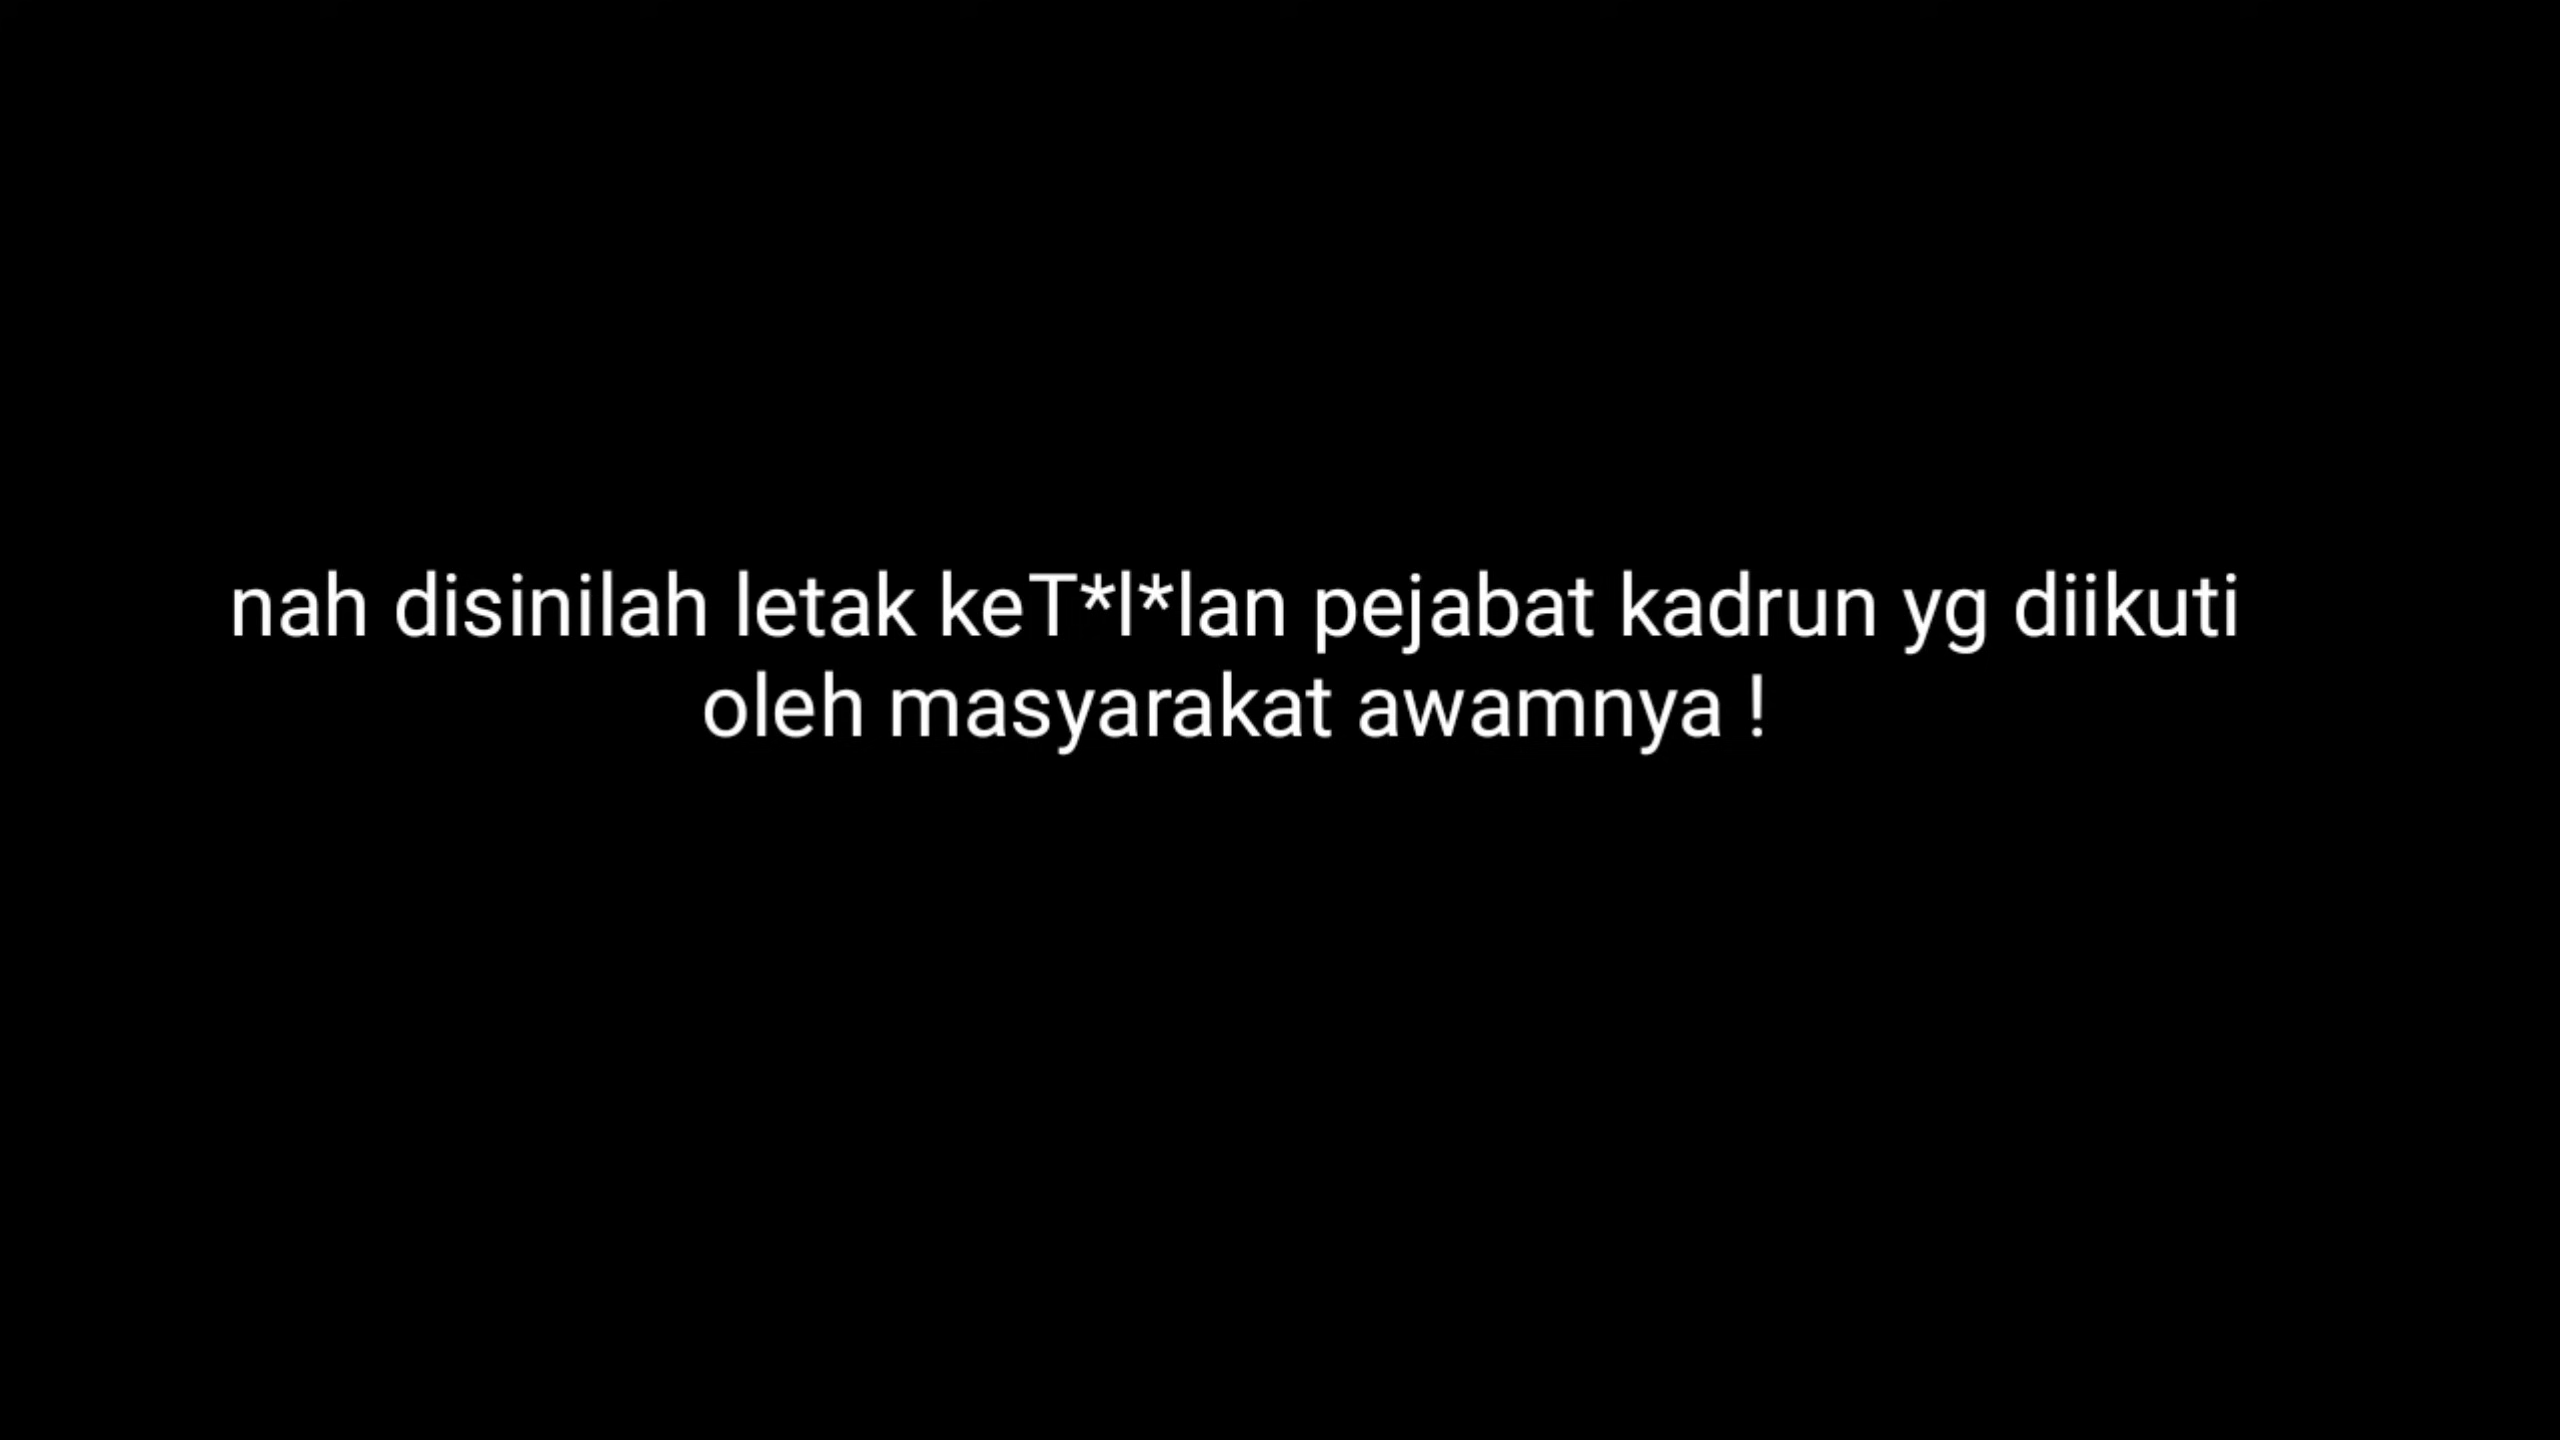 nah disinilah letak keT*l*lan pejabat kadrun yg diikuti
oleh masyarakat awamnya !